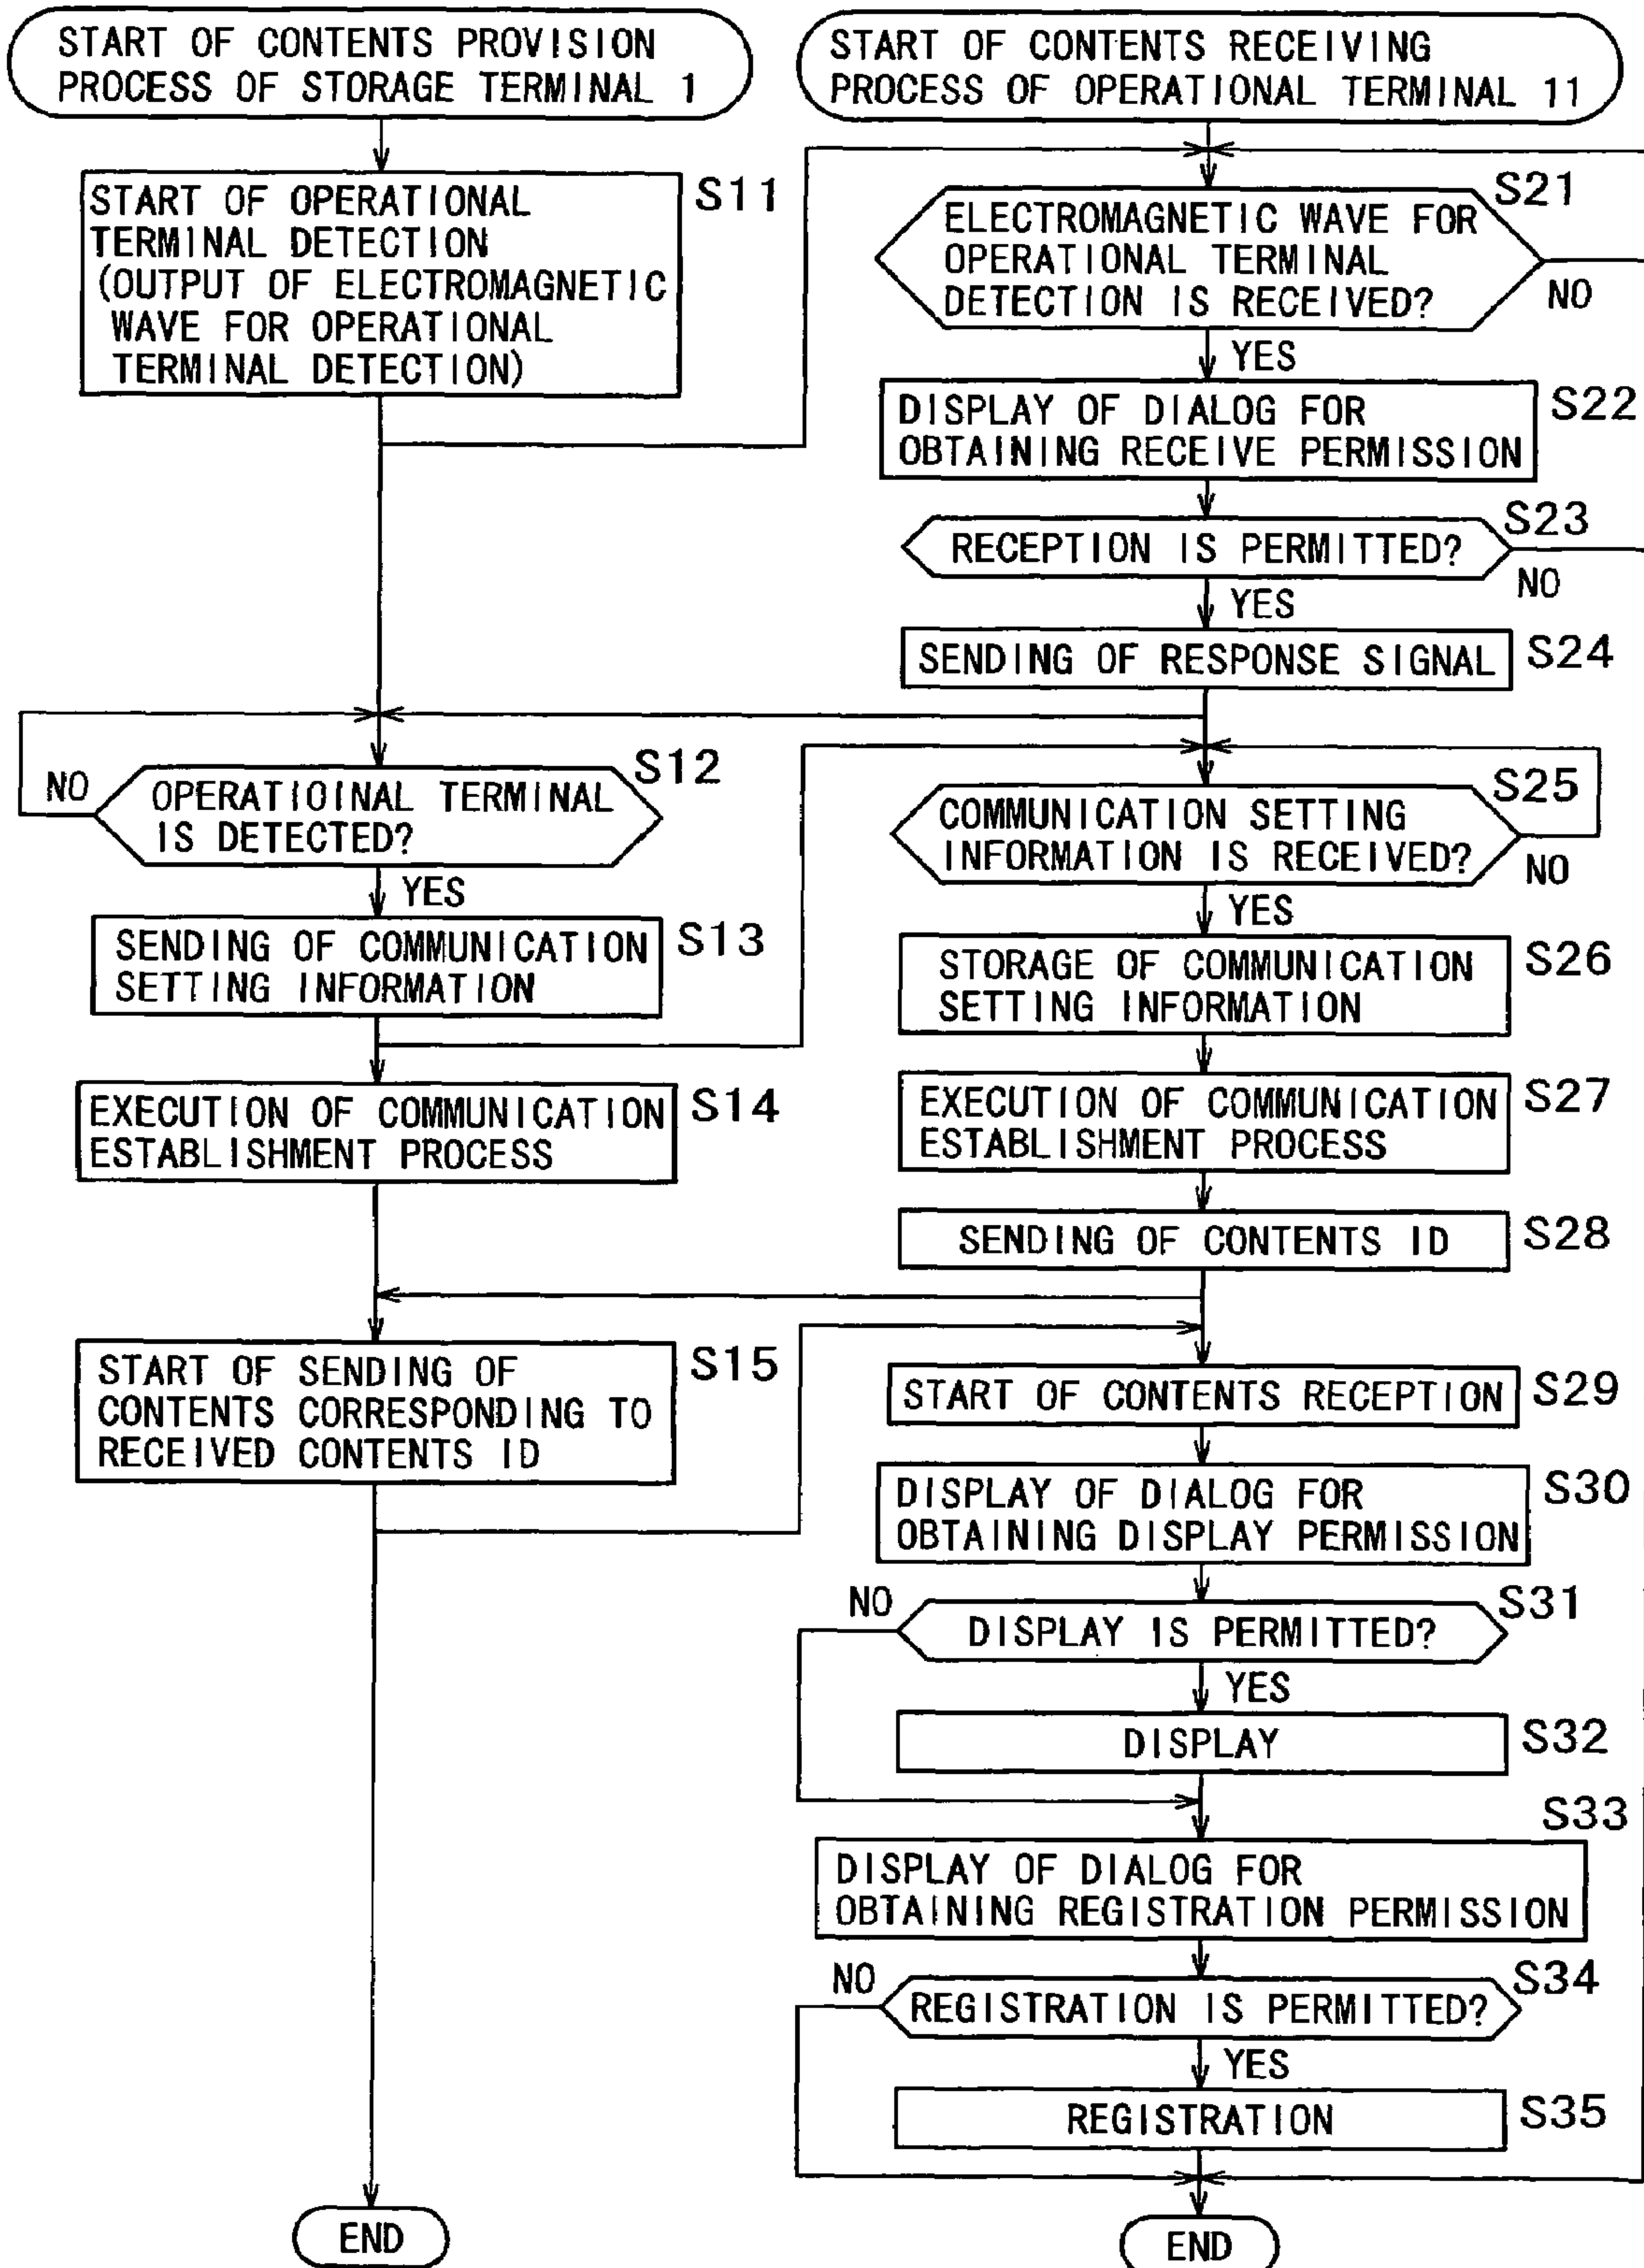 START OF CONTENTS PROVISION
PROCESS OF STORAGE TERMINAL 1
START OF OPERATIONAL
TERMINAL DETECTION
(OUTPUT OF ELECTROMAGNETIC
WAVE FOR OPERATIONAL
TERMINAL DETECTION)
S11
NO
OPERATIOINAL TERMINAL
IS DETECTED?
S12
YES
SENDING OF COMMUNICATION
SETTING INFORMATION
S13
EXECUTION OF COMMUNICATION
ESTABLISHMENT PROCESS
S14
START OF SENDING OF
CONTENTS CORRESPONDING TO
RECEIVED CONTENTS ID
S15
END
START OF CONTENTS RECEIVING
PROCESS OF OPERATIONAL TERMINAL 11
S21
ELECTROMAGNETIC WAVE FOR
OPERATIONAL TERMINAL
DETECTION IS RECEIVED?
NO
YES
DISPLAY OF DIALOG FOR
OBTAINING RECEIVE PERMISSION
S22
RECEPTION IS PERMITTED?
S23
NO
YES
SENDING OF RESPONSE SIGNAL
S24
COMMUNICATION SETTING
INFORMATION IS RECEIVED?
S25
NO
YES
STORAGE OF COMMUNICATION
SETTING INFORMATION
S26
EXECUTION OF COMMUNICATION
ESTABLISHMENT PROCESS
S27
SENDING OF CONTENTS ID
S28
START OF CONTENTS RECEPTION
S29
DISPLAY OF DIALOG FOR
OBTAINING DISPLAY PERMISSION
S30
NO
DISPLAY IS PERMITTED?
S31
YES
DISPLAY
S32
S33
DISPLAY OF DIALOG FOR
OBTAINING REGISTRATION PERMISSION
NO
REGISTRATION IS PERMITTED?
S34
YES
REGISTRATION
S35
END